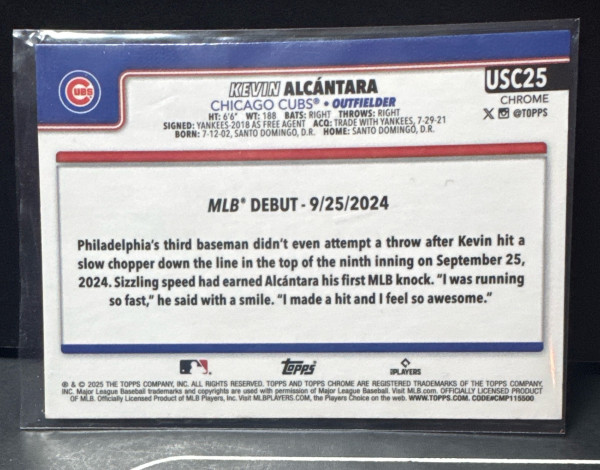 CUBS
KEVIN ALCÁNTARA
CHICAGO CUBS® • OUTFIELDER
HT: 6'6" WT: 188 BATS: RIGHT THROWS: RIGHT
SIGNED: YANKEES-2018 AS FREE AGENT ACQ: TRADE WITH YANKEES, 7-29-21
BORN: 7-12-02, SANTO DOMINGO, D.R. HOME: SANTO DOMINGO, D.R.
USC25
CHROME
X @TOPPS
MLB® DEBUT - 9/25/2024
Philadelphia's third baseman didn't even attempt a throw after Kevin hit a
slow chopper down the line in the top of the ninth inning on September 25,
2024. Sizzling speed had earned Alcántara his first MLB knock. "I was running
so fast," he said with a smile. "I made a hit and I feel so awesome."
Topps
PLAYERS
® & © 2025 THE TOPPS COMPANY, INC. ALL RIGHTS RESERVED. TOPPS AND TOPPS CHROME ARE REGISTERED TRADEMARKS OF THE TOPPS COMPANY,
INC. Major League Baseball trademarks and copyrights are used with permission of Major League Baseball. Visit MLB.com. OFFICIALLY LICENSED PRODUCT
OF MLB. Officially Licensed Product of MLB Players, Inc. Visit MLBPLAYERS.com, the Players Choice on the web. WWW.TOPPS.COM. CODE#CMP115500